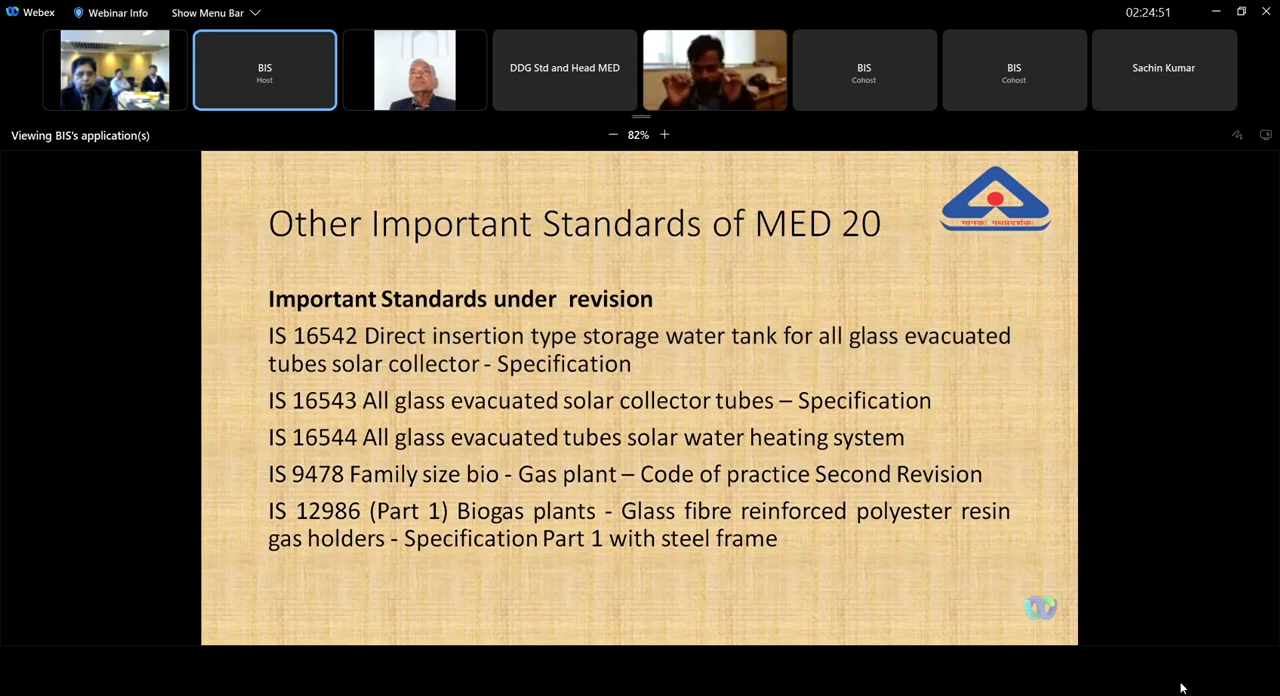 Webex
Webinar Info
Show Menu Bar
02:24:51
BIS
Host
DDG Std and Head MED
BIS
Cohost
BIS
Cohost
Sachin Kumar
Viewing BIS's application(s)
82%
Other Important Standards of MED 20
मानकः पथप्रदर्शकः
Important Standards under revision
IS 16542 Direct insertion type storage water tank for all glass evacuated
tubes solar collector - Specification
IS 16543 All glass evacuated solar collector tubes – Specification
IS 16544 All glass evacuated tubes solar water heating system
IS 9478 Family size bio - Gas plant – Code of practice Second Revision
IS 12986 (Part 1) Biogas plants - Glass fibre reinforced polyester resin
gas holders - Specification Part 1 with steel frame